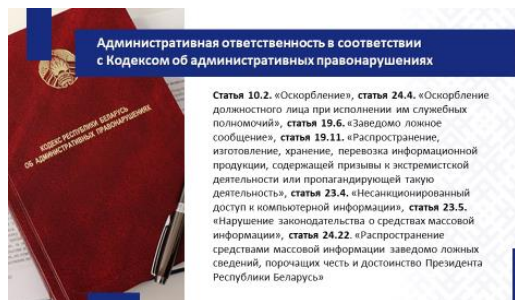 Административная ответственность в соответствии
с Кодексом об административных правонарушениях
КОДЕКС РЕСПУБЛИКИ БЕЛАРУСЬ
ОБ АДМИНИСТРАТИВНЫХ ПРАВОНАРУШЕНИЯХ
Статья 10.2. «Оскорбление», статья 24.4. «Оскорбление
должностного лица при исполнении им служебных
полномочий», статья 19.6. «Заведомо ложное
сообщение», статья 19.11. «Распространение,
изготовление, хранение, перевозка информационной
продукции, содержащей призывы к экстремистской
деятельности или пропагандирующей такую
деятельность», статья 23.4. «Несанкционированный
доступ к компьютерной информации», статья 23.5.
«Нарушение законодательства о средствах массовой
информации», статья 24.22. «Распространение
средствами массовой информации заведомо ложных
сведений, порочащих честь и достоинство Президента
Республики Беларусь»